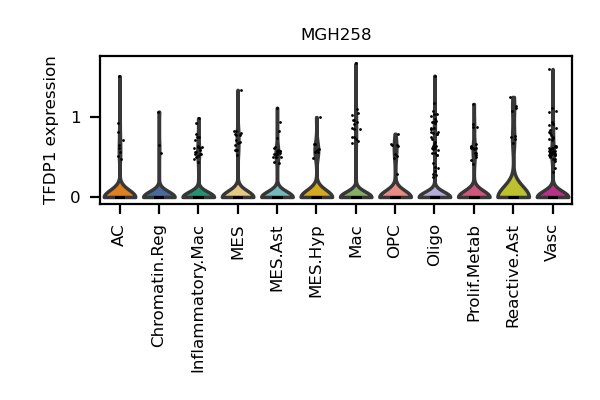 MGH258
TFDP1 expression
1
0
AC
Chromatin.Reg
Inflammatory.Mac
MES
MES.Ast
MES.Hyp
Mac
OPC
Oligo
Prolif.Metab
Reactive.Ast
Vasc